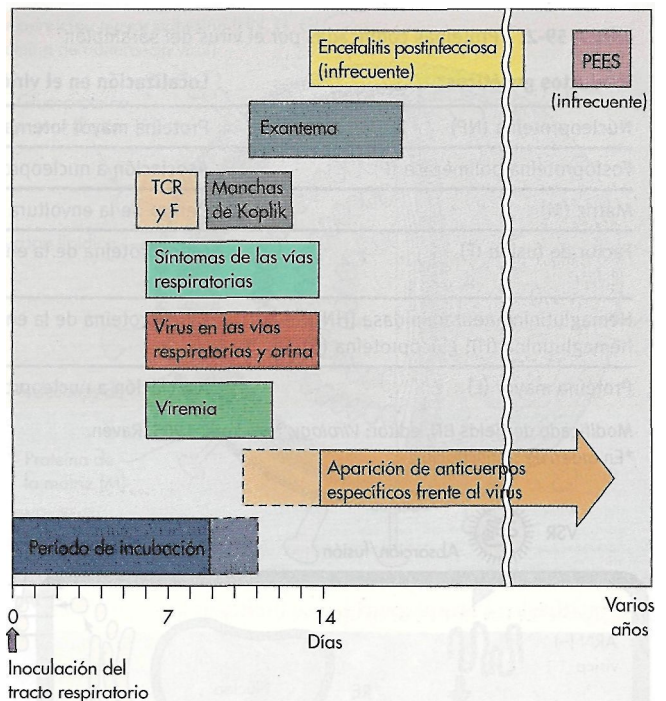 Encefalitis postinfecciosa
(infrecuente)
PEES
(infrecuente)
Exantema
TCR
y F
Manchas
de Koplik
Síntomas de las vías
respiratorias
Virus en las vías
respiratorias y orina
Viremia
Aparición de anticuerpos
específicos frente al virus
Período de incubación
0
7
14
Varios
años
Días
Inoculación del
tracto respiratorio